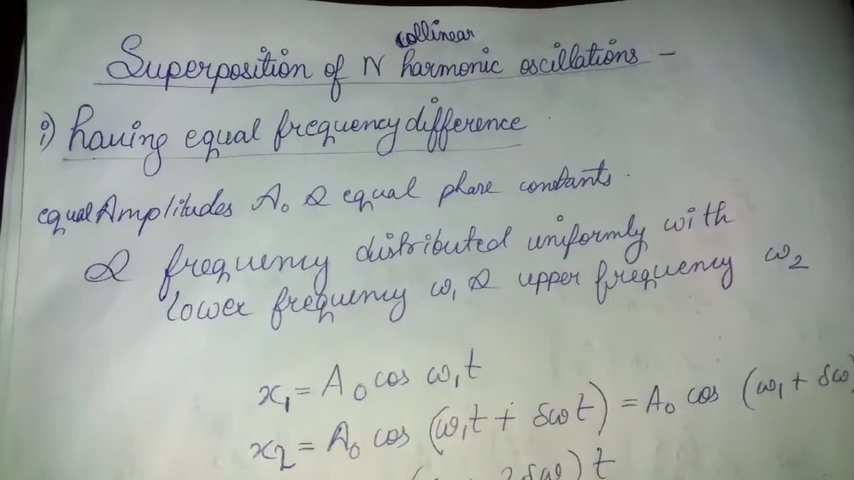 collinear
Superposition of N harmonic oscillations -
i) having equal frequency difference
equal Amplitudes A₀ & equal phase constants.
& frequency distributed uniformly with
lower frequency ω₁ & upper frequency ω₂
x₁ = A₀ cos ω₁t
x₂ = A₀ cos (ω₁t + δωt) = A₀ cos (ω₁ + δω)
2δω) t